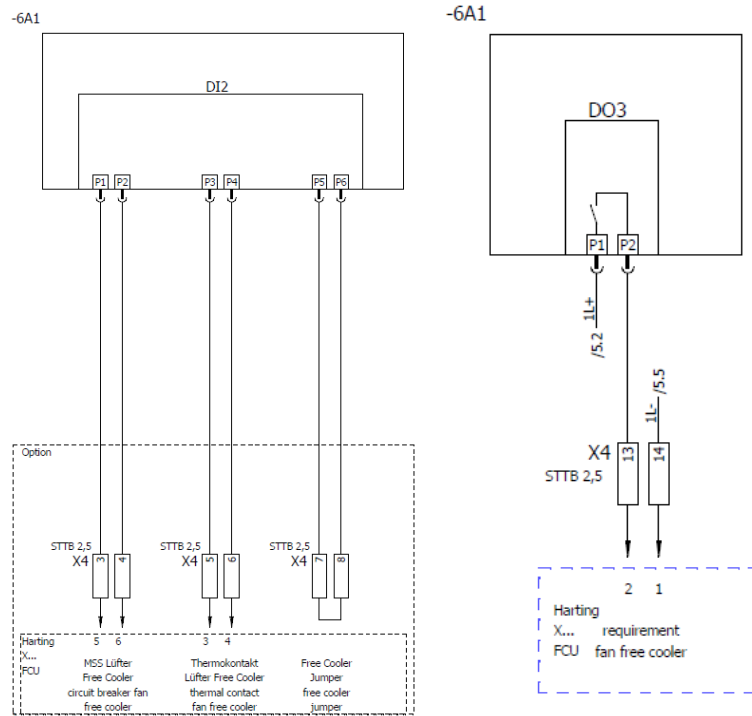 -6A1
DI2
P1 P2 P3 P4 P5 P6
Option
STTB 2,5 STTB 2,5 STTB 2,5
X4 3 4 X4 5 6 X4 7 8
Harting 5 6 3 4
X...
FCU
MSS Lüfter
Free Cooler
circuit breaker fan
free cooler
Thermokontakt
Lüfter Free Cooler
thermal contact
fan free cooler
Free Cooler
Jumper
free cooler
jumper
-6A1
DO3
P1 P2
1L+
/5.2
1L- /5.5
X4 13 14
STTB 2,5
2 1
Harting
X... requirement
FCU fan free cooler